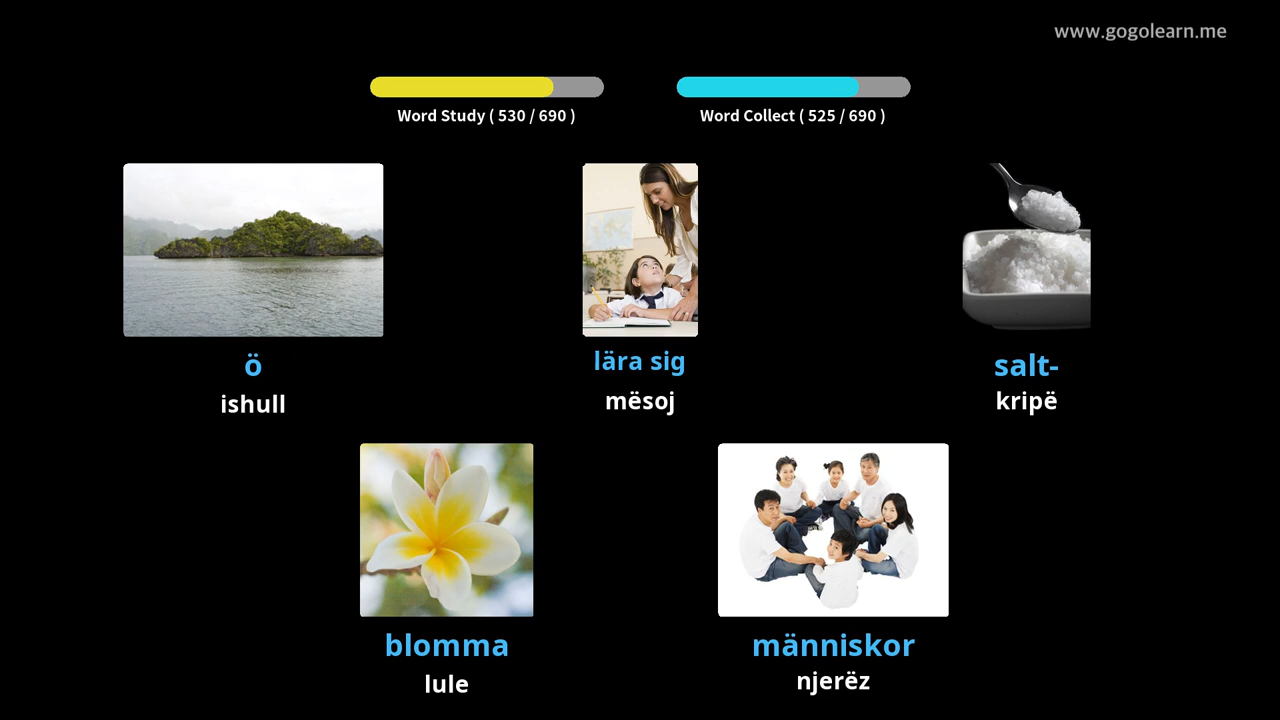 www.gogolearn.me
Word Study ( 530 / 690 )
Word Collect ( 525 / 690 )
ö
ishull
lära sig
mësoj
salt-
kripë
blomma
lule
människor
njerëz